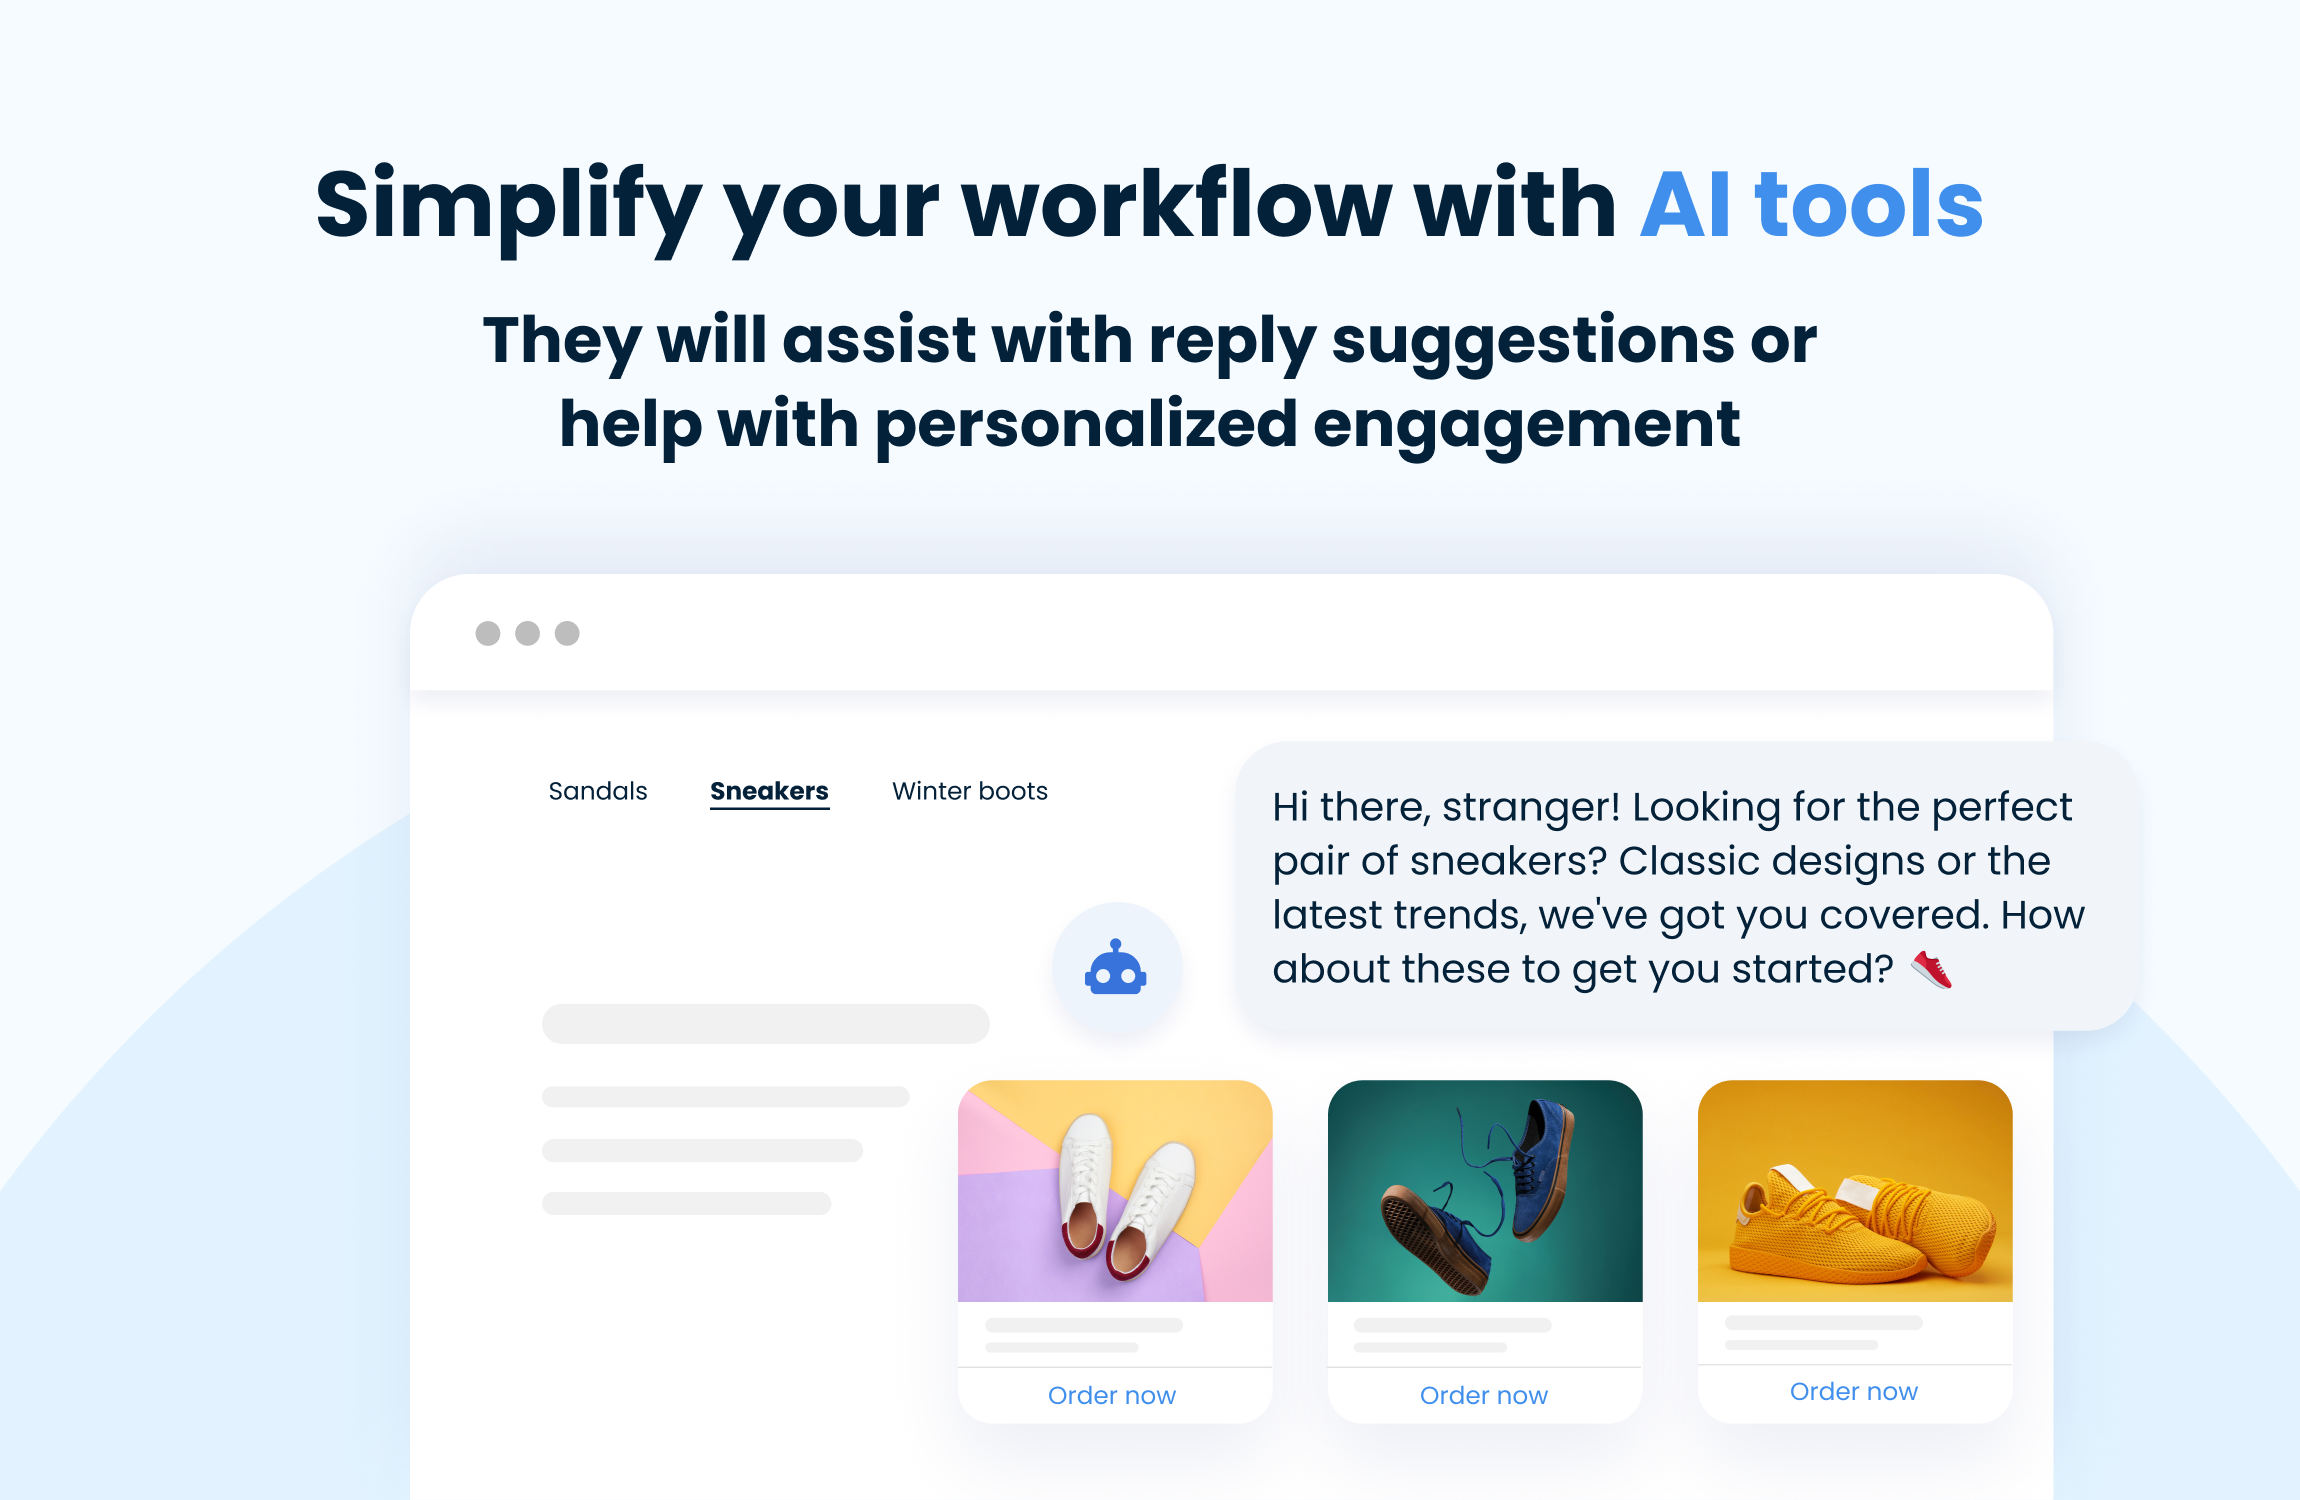 Simplify your workflow with AI tools
They will assist with reply suggestions or
help with personalized engagement
Sandals
Sneakers
Winter boots
Hi there, stranger! Looking for the perfect
pair of sneakers? Classic designs or the
latest trends, we've got you covered. How
about these to get you started? 👟
Order now
Order now
Order now